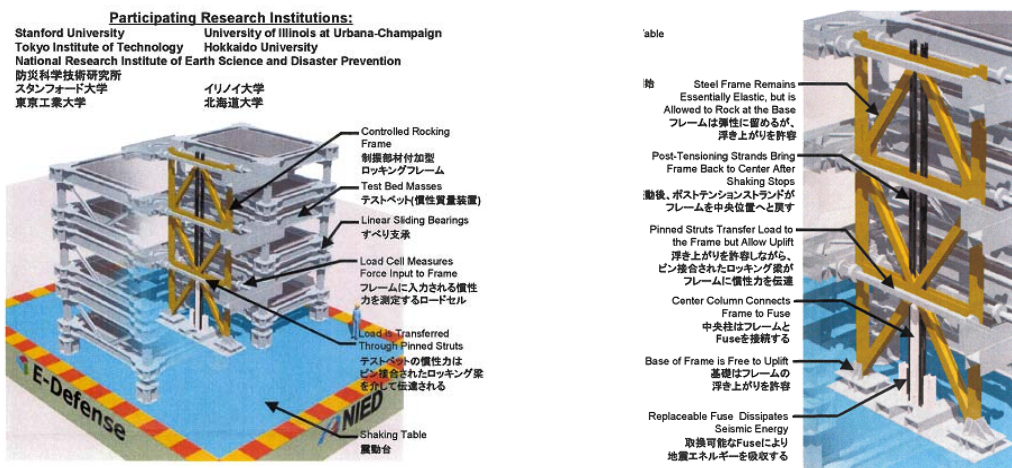 Participating Research Institutions:
Stanford University University of Illinois at Urbana-Champaign
Tokyo Institute of Technology Hokkaido University
National Research Institute of Earth Science and Disaster Prevention
防災科学技術研究所
スタンフォード大学 イリノイ大学
東京工業大学 北海道大学
Controlled Rocking
Frame
制振部材付加型
ロッキングフレーム
Test Bed Masses
テストベット(慣性質量装置)
Linear Sliding Bearings
すべり支承
Load Cell Measures
Force Input to Frame
フレームに入力される慣性
力を測定するロードセル
Load is Transferred
Through Pinned Struts
テストベットの慣性力は
ピン接合されたロッキング梁
を介して伝達される
Shaking Table
震動台
E-Defense
NIED
able
始
Steel Frame Remains
Essentially Elastic, but is
Allowed to Rock at the Base
フレームは弾性に留めるが、
浮き上がりを許容
Post-Tensioning Strands Bring
Frame Back to Center After
Shaking Stops
動後、ポストテンションストランドが
フレームを中央位置へと戻す
Pinned Struts Transfer Load to
the Frame but Allow Uplift
浮き上がりを許容しながら、
ピン接合されたロッキング梁が
フレームに慣性力を伝達
Center Column Connects
Frame to Fuse
中央柱はフレームと
Fuseを接続する
Base of Frame is Free to Uplift
基礎はフレームの
浮き上がりを許容
Replaceable Fuse Dissipates
Seismic Energy
取換可能なFuseにより
地震エネルギーを吸収する